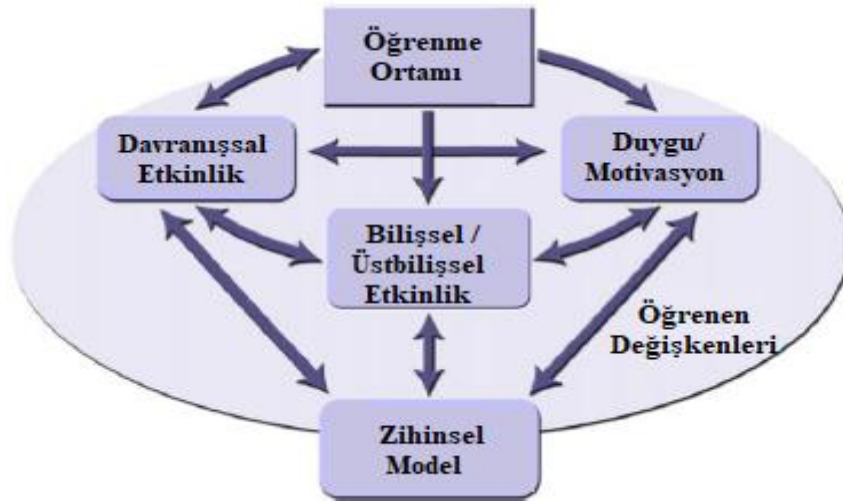 Öğrenme
Ortamı
Davranışsal
Etkinlik
Duygu/
Motivasyon
Bilişsel /
Üstbilişsel
Etkinlik
Öğrenen
Değişkenleri
Zihinsel
Model